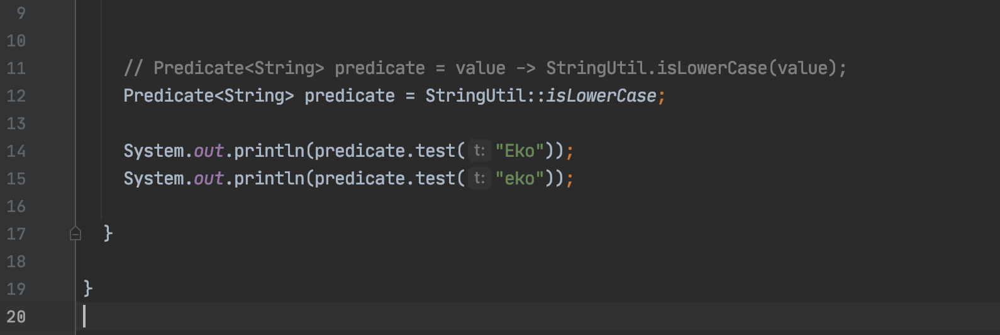 9
10
11 // Predicate<String> predicate = value -> StringUtil.isLowerCase(value);
12 Predicate<String> predicate = StringUtil::isLowerCase;
13
14 System.out.println(predicate.test( t: "Eko"));
15 System.out.println(predicate.test( t: "eko"));
16
17 }
18
19 }
20